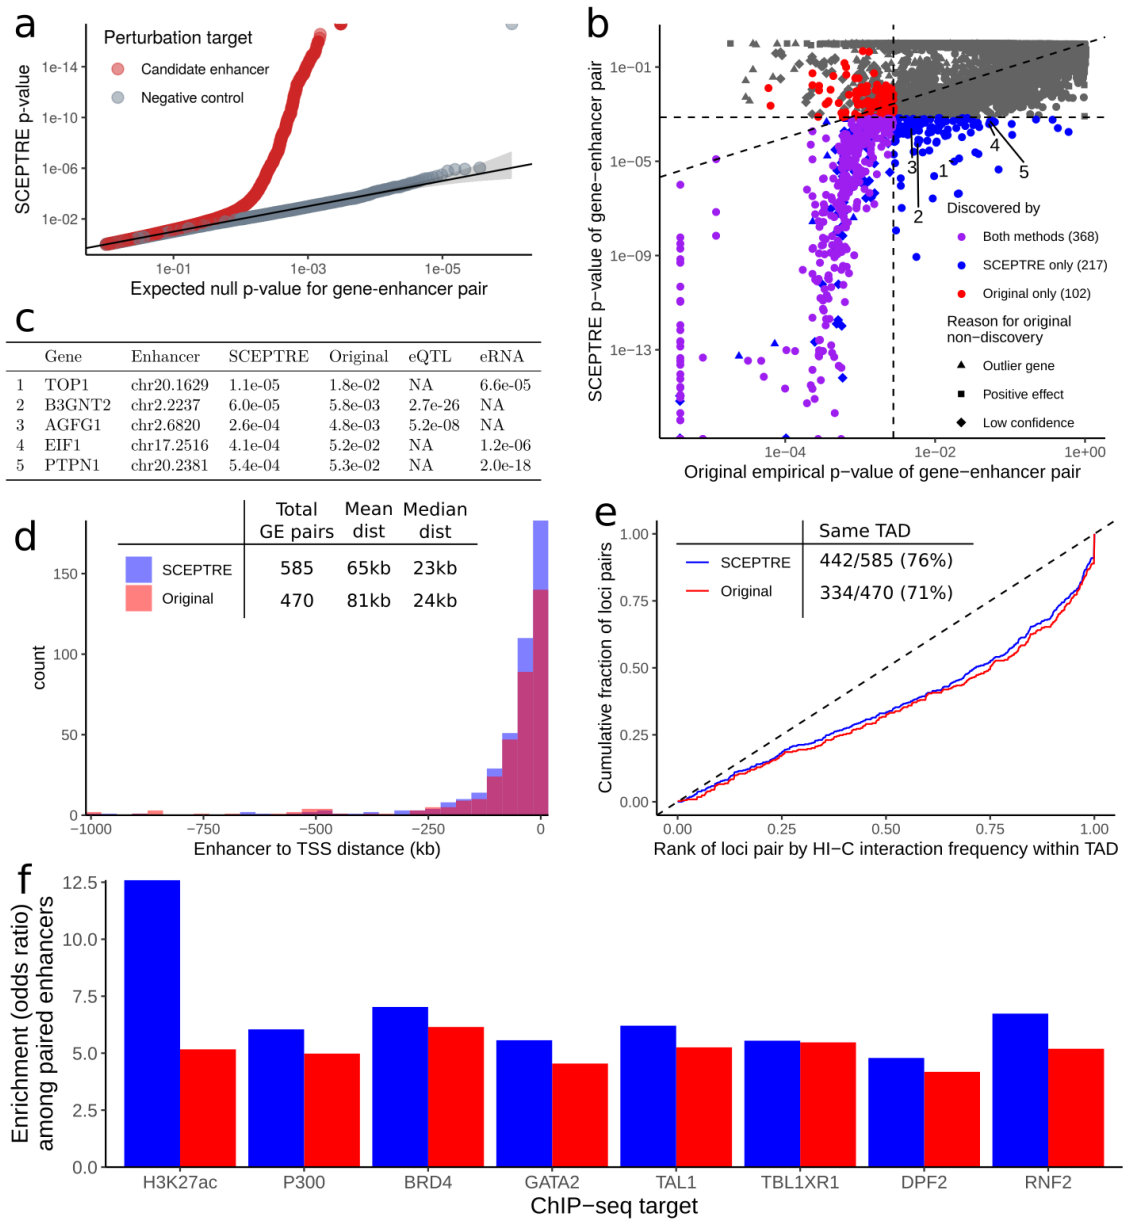 a
Perturbation target
Candidate enhancer
Negative control
1e-14
1e-10
1e-06
1e-02
SCEPTRE p-value
1e-01
1e-03
1e-05
Expected null p-value for gene-enhancer pair
b
1e−01
1e−05
1e−09
1e−13
SCEPTRE p−value of gene−enhancer pair
3
1
4
5
2
Discovered by
Both methods (368)
SCEPTRE only (217)
Original only (102)
Reason for original
non−discovery
Outlier gene
Positive effect
Low confidence
1e−04
1e−02
1e+00
Original empirical p−value of gene−enhancer pair
c
Gene Enhancer SCEPTRE Original eQTL eRNA
1 TOP1 chr20.1629 1.1e-05 1.8e-02 NA 6.6e-05
2 B3GNT2 chr2.2237 6.0e-05 5.8e-03 2.7e-26 NA
3 AGFG1 chr2.6820 2.6e-04 4.8e-03 5.2e-08 NA
4 EIF1 chr17.2516 4.1e-04 5.2e-02 NA 1.2e-06
5 PTPN1 chr20.2381 5.4e-04 5.3e-02 NA 2.0e-18
d
Total Mean Median
GE pairs dist dist
SCEPTRE 585 65kb 23kb
Original 470 81kb 24kb
150
100
50
0
count
−1000 −750 −500 −250 0
Enhancer to TSS distance (kb)
e
Same TAD
SCEPTRE 442/585 (76%)
Original 334/470 (71%)
1.00
0.75
0.50
0.25
0.00
Cumulative fraction of loci pairs
0.00 0.25 0.50 0.75 1.00
Rank of loci pair by HI−C interaction frequency within TAD
f
12.5
10.0
7.5
5.0
2.5
0.0
Enrichment (odds ratio)
among paired enhancers
H3K27ac P300 BRD4 GATA2 TAL1 TBL1XR1 DPF2 RNF2
ChIP−seq target